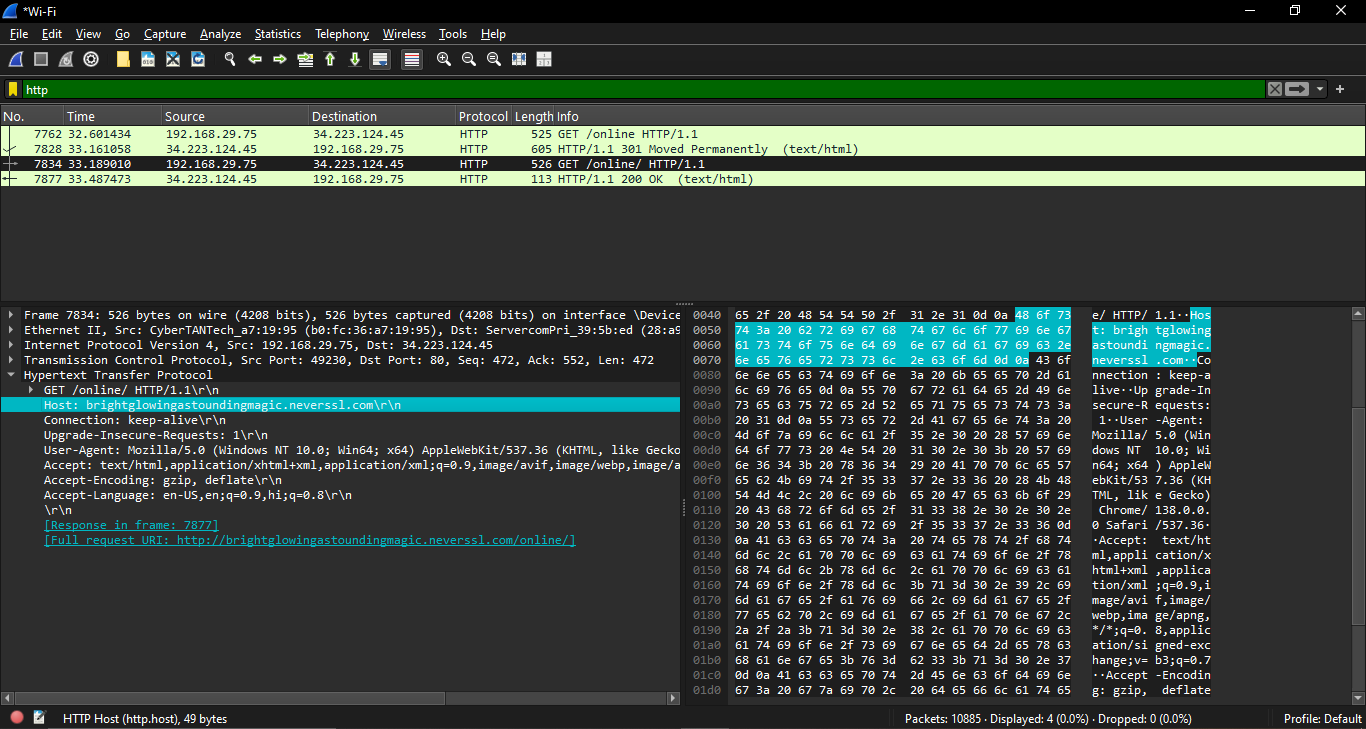 *Wi-Fi
File Edit View Go Capture Analyze Statistics Telephony Wireless Tools Help
http
No. Time Source Destination Protocol Length Info
7762 32.601434 192.168.29.75 34.223.124.45 HTTP 525 GET /online HTTP/1.1
7828 33.161058 34.223.124.45 192.168.29.75 HTTP 605 HTTP/1.1 301 Moved Permanently (text/html)
7834 33.189010 192.168.29.75 34.223.124.45 HTTP 526 GET /online/ HTTP/1.1
7877 33.487473 34.223.124.45 192.168.29.75 HTTP 113 HTTP/1.1 200 OK (text/html)
Frame 7834: 526 bytes on wire (4208 bits), 526 bytes captured (4208 bits) on interface \Device
Ethernet II, Src: CyberTANTech_a7:19:95 (b0:fc:36:a7:19:95), Dst: ServercomPri_39:5b:ed (28:a9
Internet Protocol Version 4, Src: 192.168.29.75, Dst: 34.223.124.45
Transmission Control Protocol, Src Port: 49230, Dst Port: 80, Seq: 472, Ack: 552, Len: 472
Hypertext Transfer Protocol
GET /online/ HTTP/1.1\r\n
Host: brightglowingastoundingmagic.neverssl.com\r\n
Connection: keep-alive\r\n
Upgrade-Insecure-Requests: 1\r\n
User-Agent: Mozilla/5.0 (Windows NT 10.0; Win64; x64) AppleWebKit/537.36 (KHTML, like Gecko
Accept: text/html,application/xhtml+xml,application/xml;q=0.9,image/avif,image/webp,image/a
Accept-Encoding: gzip, deflate\r\n
Accept-Language: en-US,en;q=0.9,hi;q=0.8\r\n
\r\n
[Response in frame: 7877]
[Full request URI: http://brightglowingastoundingmagic.neverssl.com/online/]
0040 65 2f 20 48 54 54 50 2f 31 2e 31 0d 0a 48 6f 73 e/ HTTP/ 1.1··Hos
0050 74 3a 20 62 72 69 67 68 74 67 6c 6f 77 69 6e 67 t: brigh tglowing
0060 61 73 74 6f 75 6e 64 69 6e 67 6d 61 67 69 63 2e astoundi ngmagic.
0070 6e 65 76 65 72 73 73 6c 2e 63 6f 6d 0d 0a 43 6f neverssl .com··Co
0080 6e 6e 65 63 74 69 6f 6e 3a 20 6b 65 65 70 2d 61 nnection : keep-a
0090 6c 69 76 65 0d 0a 55 70 67 72 61 64 65 2d 49 6e live··Up grade-In
00a0 73 65 63 75 72 65 2d 52 65 71 75 65 73 74 73 3a secure-R equests:
00b0 20 31 0d 0a 55 73 65 72 2d 41 67 65 6e 74 3a 20 1··User -Agent:
00c0 4d 6f 7a 69 6c 6c 61 2f 35 2e 30 20 28 57 69 6e Mozilla/ 5.0 (Win
00d0 64 6f 77 73 20 4e 54 20 31 30 2e 30 3b 20 57 69 dows NT 10.0; Wi
00e0 6e 36 34 3b 20 78 36 34 29 20 41 70 70 6c 65 57 n64; x64 ) AppleW
00f0 65 62 4b 69 74 2f 35 33 37 2e 33 36 20 28 4b 48 ebKit/53 7.36 (KH
0100 54 4d 4c 2c 20 6c 69 6b 65 20 47 65 63 6b 6f 29 TML, lik e Gecko)
0110 20 43 68 72 6f 6d 65 2f 31 33 38 2e 30 2e 30 2e Chrome/ 138.0.0.
0120 30 20 53 61 66 61 72 69 2f 35 33 37 2e 33 36 0d 0 Safari /537.36·
0130 0a 41 63 63 65 70 74 3a 20 74 65 78 74 2f 68 74 ·Accept: text/ht
0140 6d 6c 2c 61 70 70 6c 69 63 61 74 69 6f 6e 2f 78 ml,appli cation/x
0150 68 74 6d 6c 2b 78 6d 6c 2c 61 70 70 6c 69 63 61 html+xml ,applica
0160 74 69 6f 6e 2f 78 6d 6c 3b 71 3d 30 2e 39 2c 69 tion/xml ;q=0.9,i
0170 6d 61 67 65 2f 61 76 69 66 2c 69 6d 61 67 65 2f mage/avi f,image/
0180 77 65 62 70 2c 69 6d 61 67 65 2f 61 70 6e 67 2c webp,ima ge/apng,
0190 2a 2f 2a 3b 71 3d 30 2e 38 2c 61 70 70 6c 69 63 */*;q=0. 8,applic
01a0 61 74 69 6f 6e 2f 73 69 67 6e 65 64 2d 65 78 63 ation/si gned-exc
01b0 68 61 6e 67 65 3b 76 3d 62 33 3b 71 3d 30 2e 37 hange;v= b3;q=0.7
01c0 0d 0a 41 63 63 65 70 74 2d 45 6e 63 6f 64 69 6e ··Accept -Encodin
01d0 67 3a 20 67 7a 69 70 2c 20 64 65 66 6c 61 74 65 g: gzip, deflate
HTTP Host (http.host), 49 bytes
Packets: 10885 · Displayed: 4 (0.0%) · Dropped: 0 (0.0%)
Profile: Default